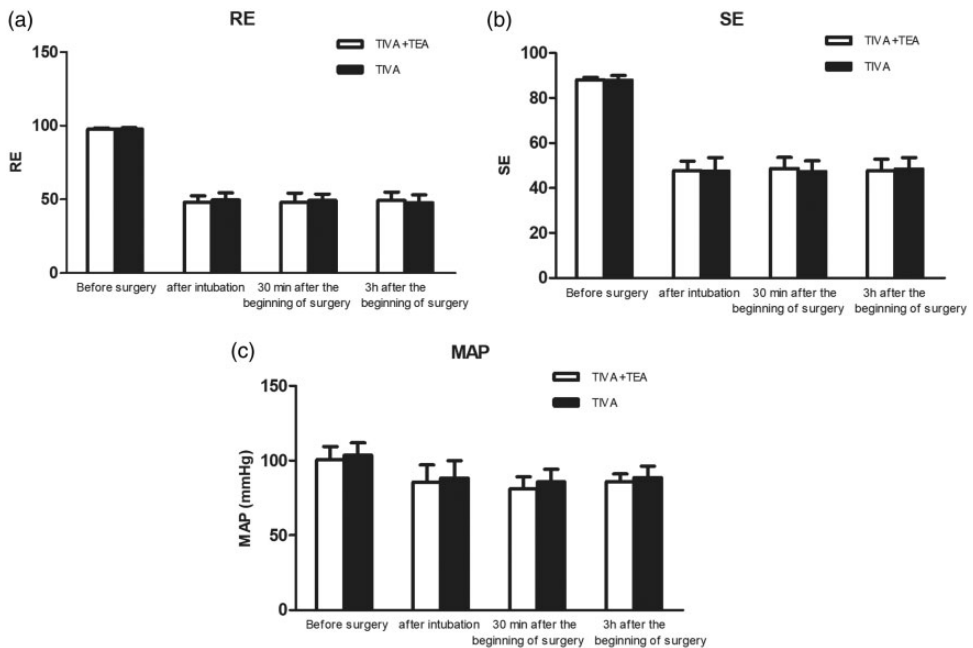 (a)
RE
TIVA+TEA
TIVA
150
100
50
0
RE
Before surgery
after intubation
30 min after the
beginning of surgery
3h after the
beginning of surgery
(b)
SE
TIVA+TEA
TIVA
100
80
60
40
20
0
SE
Before surgery
after intubation
30 min after the
beginning of surgery
3h after the
beginning of surgery
(c)
MAP
TIVA+TEA
TIVA
150
100
50
0
MAP (mmHg)
Before surgery
after intubation
30 min after the
beginning of surgery
3h after the
beginning of surgery